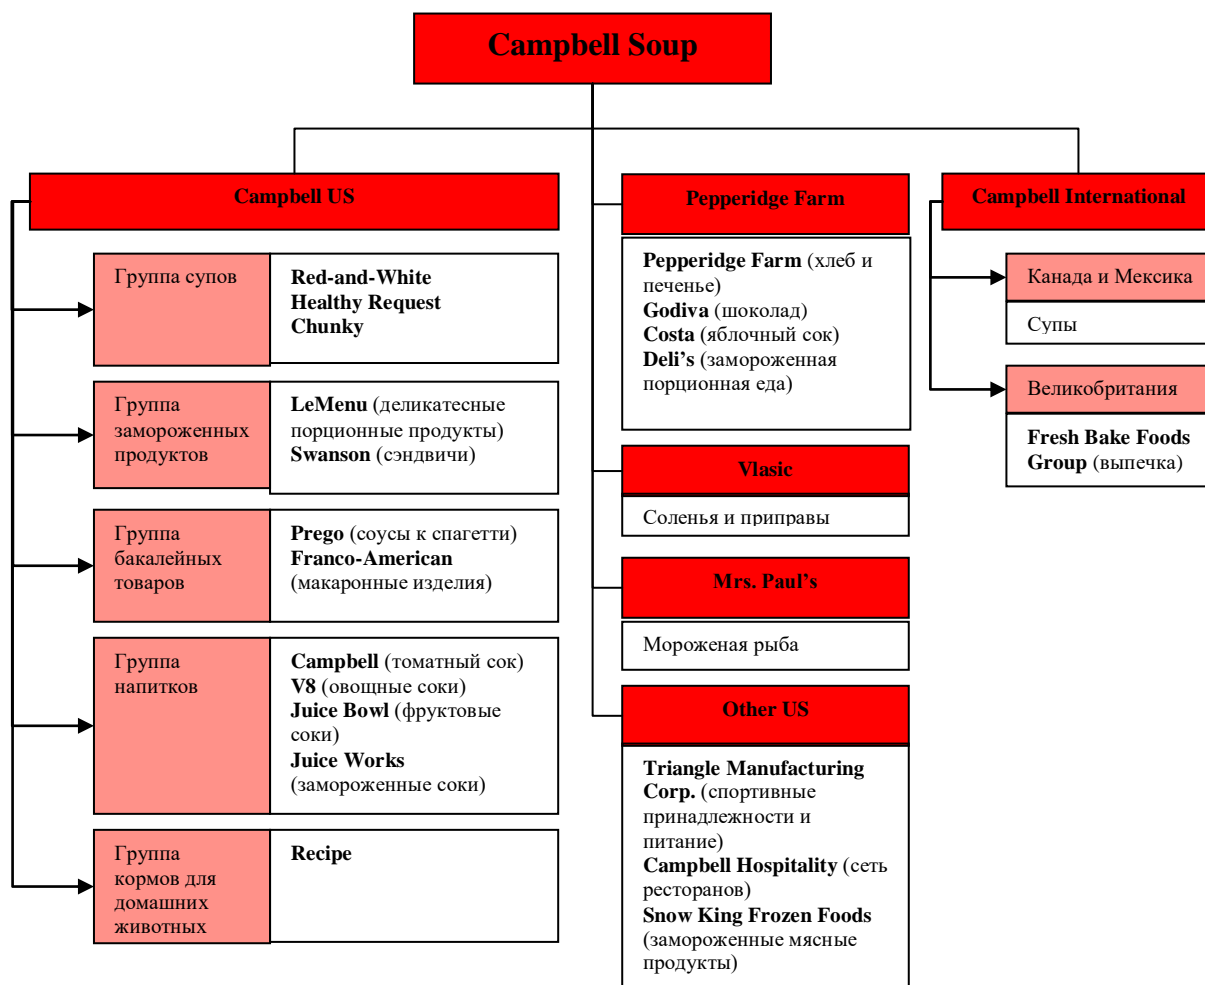 Campbell Soup
Campbell US
Группа супов
Red-and-White
Healthy Request
Chunky
Группа
замороженных
продуктов
LeMenu (деликатесные
порционные продукты)
Swanson (сэндвичи)
Группа
бакалейных
товаров
Prego (соусы к спагетти)
Franco-American
(макаронные изделия)
Группа
напитков
Campbell (томатный сок)
V8 (овощные соки)
Juice Bowl (фруктовые
соки)
Juice Works
(замороженные соки)
Группа
кормов для
домашних
животных
Recipe
Pepperidge Farm
Pepperidge Farm (хлеб и
печенье)
Godiva (шоколад)
Costa (яблочный сок)
Deli’s (замороженная
порционная еда)
Vlasic
Соленья и приправы
Mrs. Paul’s
Мороженая рыба
Other US
Triangle Manufacturing
Corp. (спортивные
принадлежности и
питание)
Campbell Hospitality (сеть
ресторанов)
Snow King Frozen Foods
(замороженные мясные
продукты)
Campbell International
Канада и Мексика
Супы
Великобритания
Fresh Bake Foods
Group (выпечка)